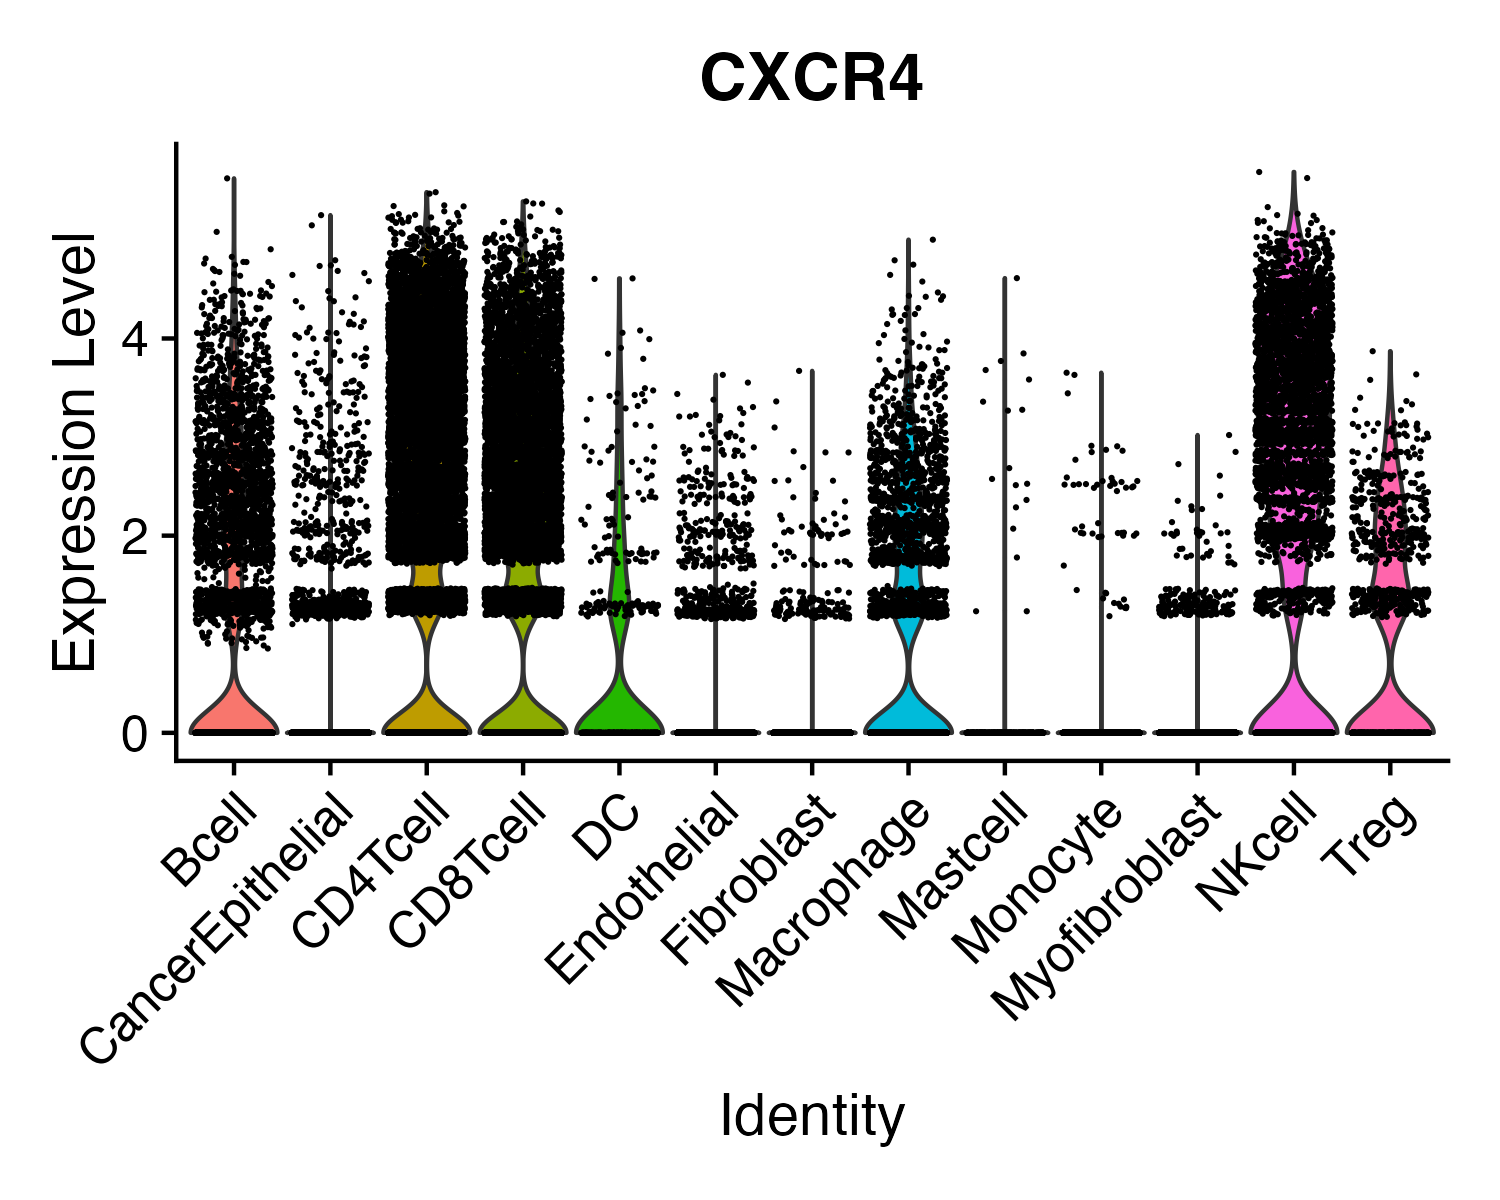 CXCR4
Expression Level
4
2
0
Bcell
CancerEpithelial
CD4Tcell
CD8Tcell
DC
Endothelial
Fibroblast
Macrophage
Mastcell
Monocyte
Myofibroblast
NKcell
Treg
Identity